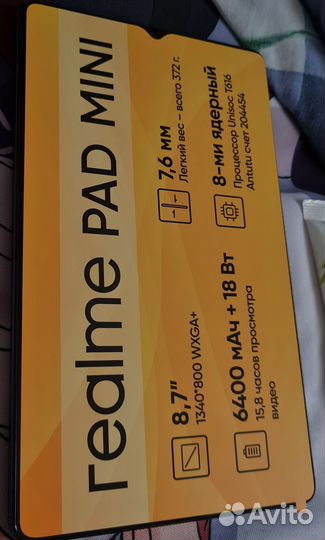 realme PAD MINI
8,7"
1340*800 WXGA+
7,6 мм
Легкий вес – всего 372 г.
6400 мАч + 18 Вт
15,8 часов просмотра
видео
8-ми ядерный
Процессор Unisoc T616
Antutu счет 204454
Avito